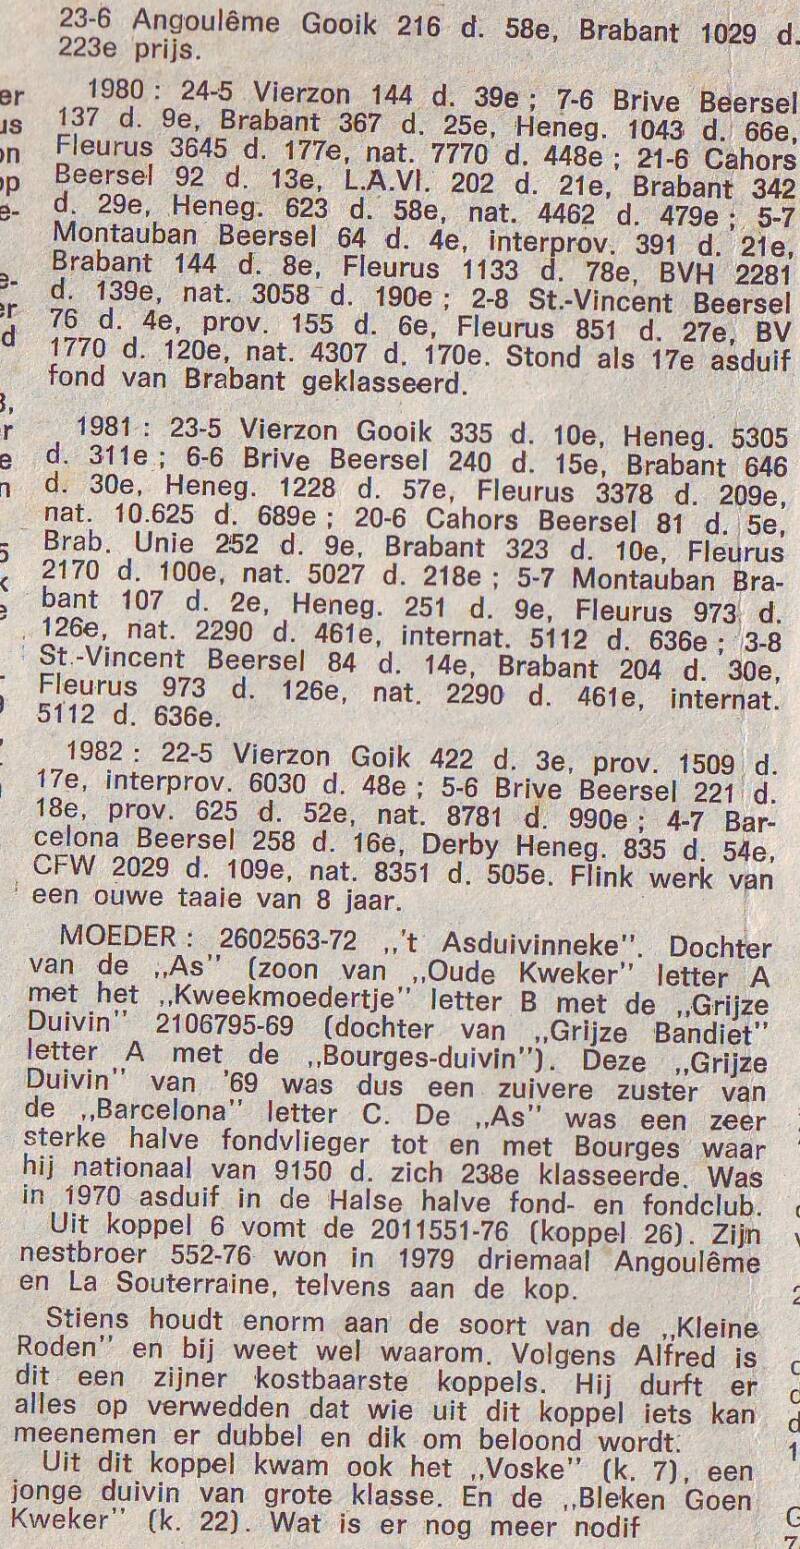 23-6 Angoulême Gooik 216 d. 58e, Brabant 1029 d.
223e prijs.
1980 : 24-5 Vierzon 144 d. 39e ; 7-6 Brive Beersel
137 d. 9e, Brabant 367 d. 25e, Heneg. 1043 d. 66e,
Fleurus 3645 d. 177e, nat. 7770 d. 448e ; 21-6 Cahors
Beersel 92 d. 13e, L.A.Vl. 202 d. 21e, Brabant 342
d. 29e, Heneg. 623 d. 58e, nat. 4462 d. 479e ; 5-7
Montauban Beersel 64 d. 4e, interprov. 391 d. 21e,
Brabant 144 d. 8e, Fleurus 1133 d. 78e, BVH 2281
d. 139e, nat. 3058 d. 190e ; 2-8 St.-Vincent Beersel
76 d. 4e, prov. 155 d. 6e, Fleurus 851 d. 27e, BV
1770 d. 120e, nat. 4307 d. 170e. Stond als 17e asduif
fond van Brabant geklasseerd.
1981 : 23-5 Vierzon Gooik 335 d. 10e, Heneg. 5305
d. 311e ; 6-6 Brive Beersel 240 d. 15e, Brabant 646
d. 30e, Heneg. 1228 d. 57e, Fleurus 3378 d. 209e,
nat. 10.625 d. 689e ; 20-6 Cahors Beersel 81 d. 5e,
Brab. Unie 252 d. 9e, Brabant 323 d. 10e, Fleurus
2170 d. 100e, nat. 5027 d. 218e ; 5-7 Montauban Bra-
bant 107 d. 2e, Heneg. 251 d. 9e, Fleurus 973 d.
126e, nat. 2290 d. 461e, internat. 5112 d. 636e ; 3-8
St.-Vincent Beersel 84 d. 14e, Brabant 204 d. 30e,
Fleurus 973 d. 126e, nat. 2290 d. 461e, internat.
5112 d. 636e.
1982 : 22-5 Vierzon Goik 422 d. 3e, prov. 1509 d.
17e, interprov. 6030 d. 48e ; 5-6 Brive Beersel 221 d.
18e, prov. 625 d. 52e, nat. 8781 d. 990e ; 4-7 Bar-
celona Beersel 258 d. 16e, Derby Heneg. 835 d. 54e,
CFW 2029 d. 109e, nat. 8351 d. 505e. Flink werk van
een ouwe taaie van 8 jaar.
MOEDER : 2602563-72 ,,'t Asduivinneke". Dochter
van de ,,As" (zoon van ,,Oude Kweker" letter A
met het ,,Kweekmoedertje" letter B met de ,,Grijze
Duivin" 2106795-69 (dochter van ,,Grijze Bandiet"
letter A met de ,,Bourges-duivin"). Deze ,,Grijze
Duivin" van '69 was dus een zuivere zuster van
de ,,Barcelona" letter C. De ,,As" was een zeer
sterke halve fondvlieger tot en met Bourges waar
hij nationaal van 9150 d. zich 238e klasseerde. Was
in 1970 asduif in de Halse halve fond- en fondclub.
Uit koppel 6 vomt de 2011551-76 (koppel 26). Zijn
nestbroer 552-76 won in 1979 driemaal Angoulême
en La Souterraine, telvens aan de kop.
Stiens houdt enorm aan de soort van de ,,Kleine
Roden" en bij weet wel waarom. Volgens Alfred is
dit een zijner kostbaarste koppels. Hij durft er
alles op verwedden dat wie uit dit koppel iets kan
meenemen er dubbel en dik om beloond wordt.
Uit dit koppel kwam ook het ,,Voske" (k. 7), een
jonge duivin van grote klasse. En de ,,Bleken Goen
Kweker" (k. 22). Wat is er nog meer nodif